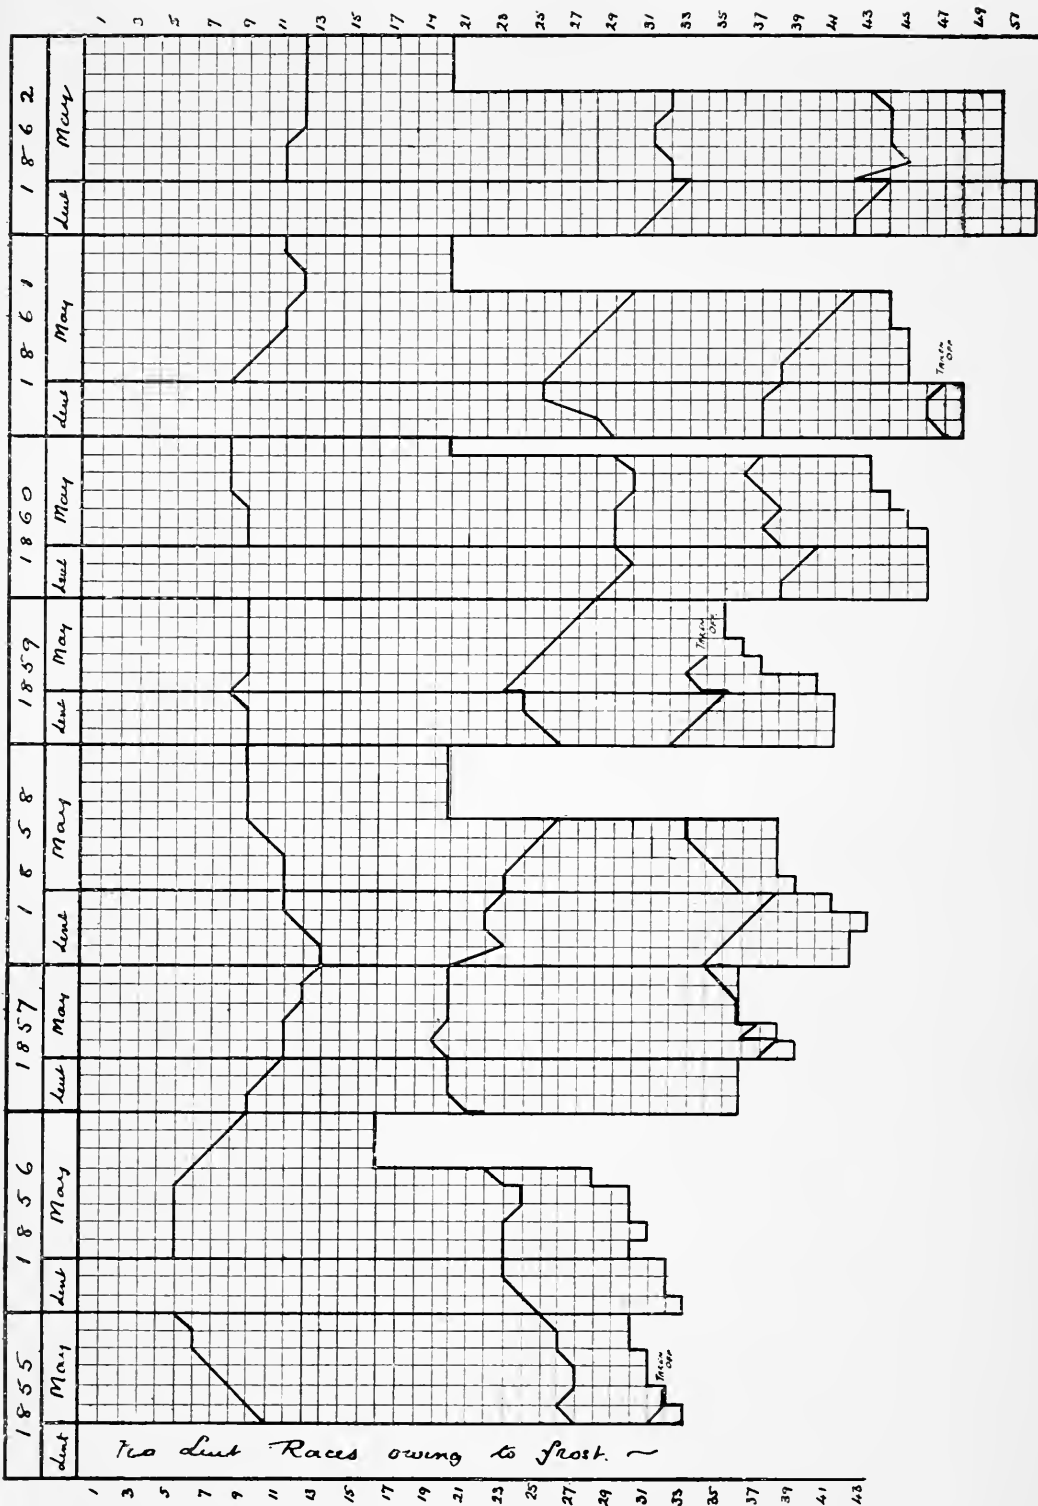 1 3 5 7 9 11 13 15 17 19 21 23 25 27 29 31 33 35 37 39 41 43 45 47 49 51
1862
Lent May
1861
Lent May
TAKEN
OFF
1860
Lent May
1859
Lent May
TAKEN
OFF
1858
Lent May
1857
Lent May
1856
Lent May
1855
Lent May
TAKEN
OFF
No Lent Races owing to frost. ~
1 3 5 7 9 11 13 15 17 19 21 23 25 27 29 31 33 35 37 39 41 43